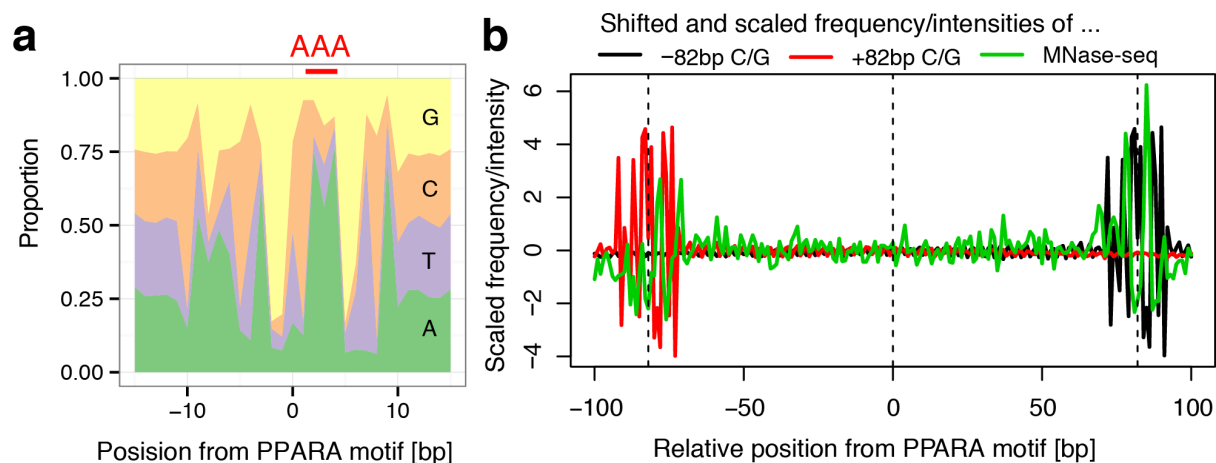 a
AAA
1.00
0.75
0.50
0.25
0.00
Proportion
G
C
T
A
−10
0
10
Posision from PPARA motif [bp]
b
Shifted and scaled frequency/intensities of ...
−82bp C/G
+82bp C/G
MNase-seq
6
4
2
0
−2
−4
Scaled frequency/intensity
−100
−50
0
50
100
Relative position from PPARA motif [bp]